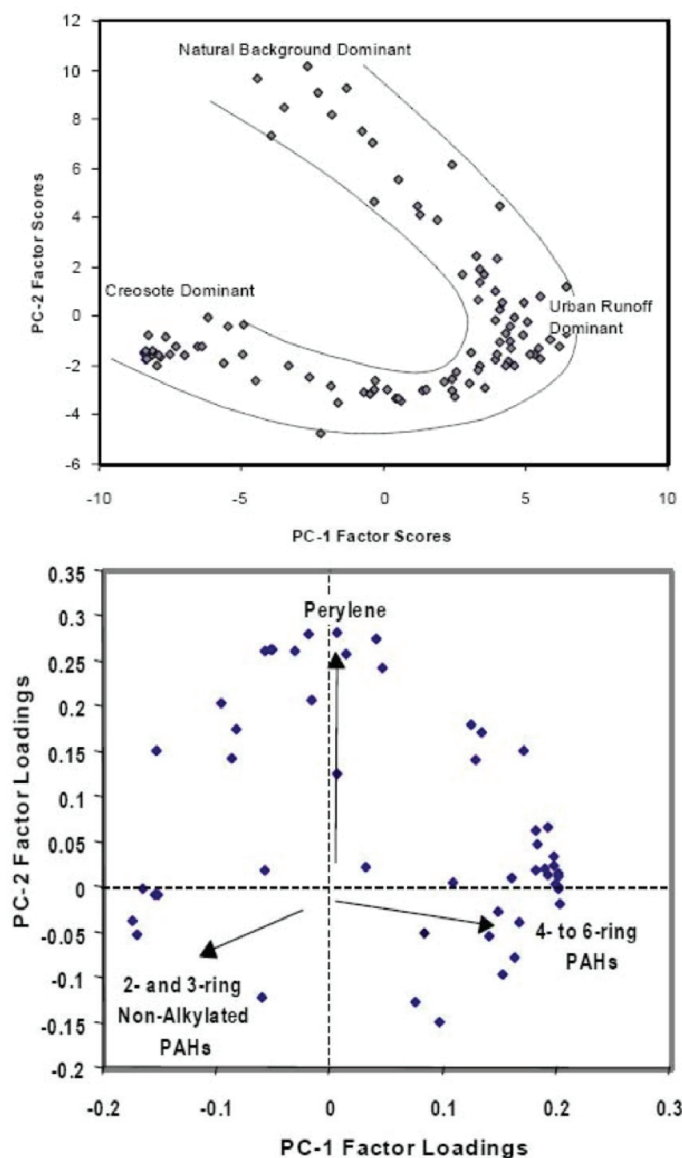 12
10
8
6
4
2
0
-2
-4
-6
PC-2 Factor Scores
Natural Background Dominant
Creosote Dominant
Urban Runoff
Dominant
-10
-5
0
5
10
PC-1 Factor Scores
0.35
0.3
0.25
0.2
0.15
0.1
0.05
0
-0.05
-0.1
-0.15
-0.2
PC-2 Factor Loadings
Perylene
2- and 3-ring
Non-Alkylated
PAHs
4- to 6-ring
PAHs
-0.2
-0.1
0
0.1
0.2
0.3
PC-1 Factor Loadings